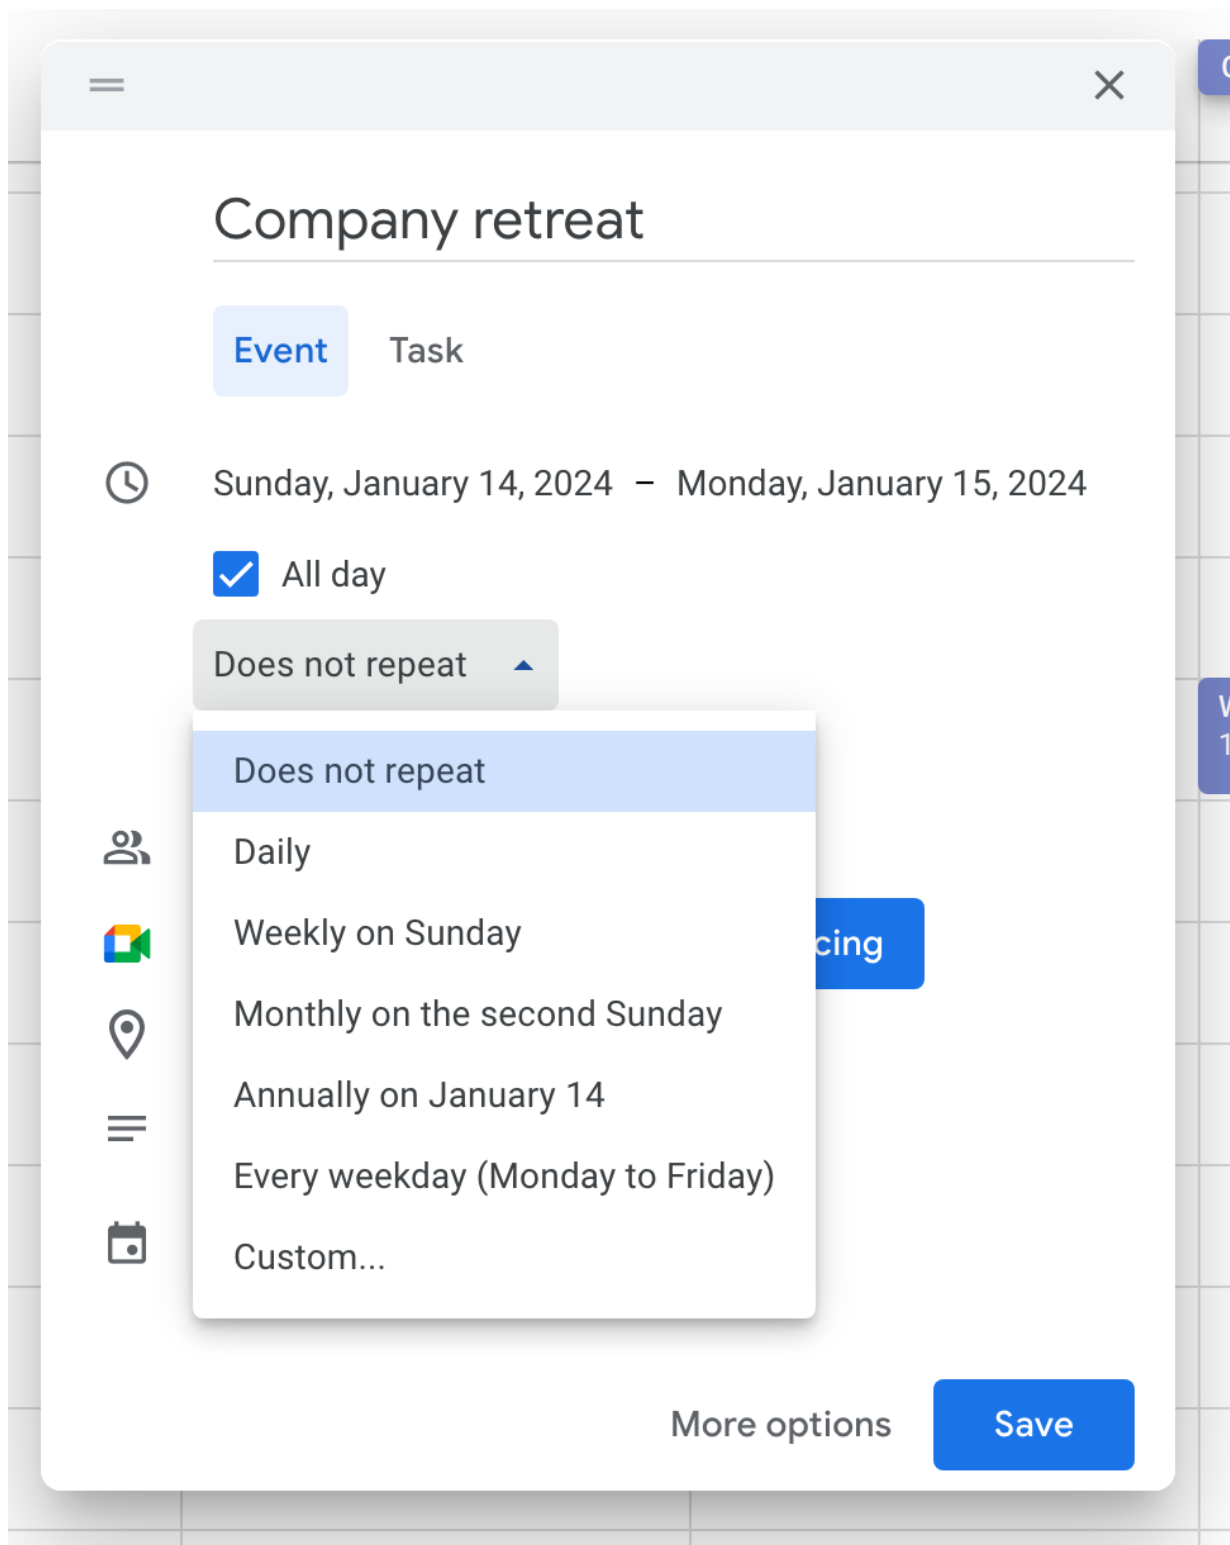 Company retreat
Event Task
Sunday, January 14, 2024 – Monday, January 15, 2024
All day
Does not repeat
Does not repeat
Daily
Weekly on Sunday
Monthly on the second Sunday
Annually on January 14
Every weekday (Monday to Friday)
Custom...
cing
More options Save